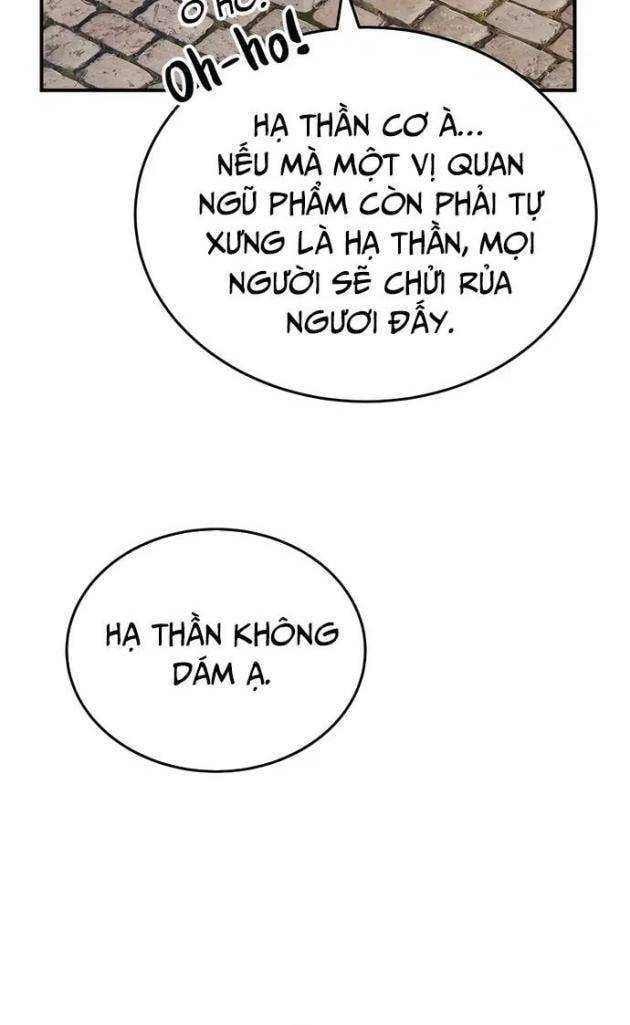 Ồ HỐ!
Oh-ho!
HẠ THẦN CƠ À...
NẾU MÀ MỘT VỊ QUAN
NGŨ PHẨM CÒN PHẢI TỰ
XƯNG LÀ HẠ THẦN, MỌI
NGƯỜI SẼ CHỬI RỦA
NGƯƠI ĐẤY.
HẠ THẦN KHÔNG
DÁM Ạ.